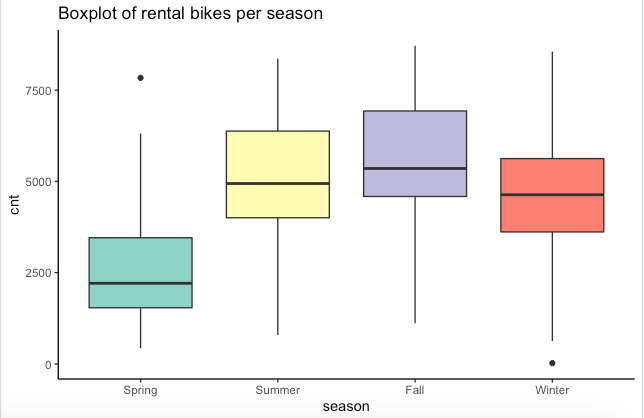 Boxplot of rental bikes per season
cnt
7500
5000
2500
0
Spring Summer Fall Winter
season